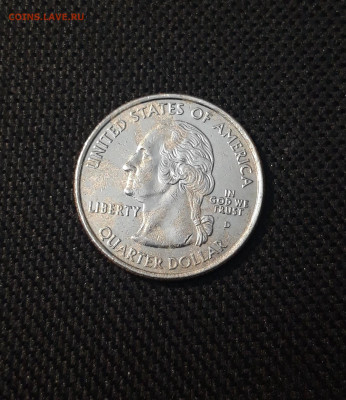 COINS.LAVE.RU
UNITED STATES OF AMERICA
LIBERTY
IN
GOD WE
TRUST
D
QUARTER DOLLAR